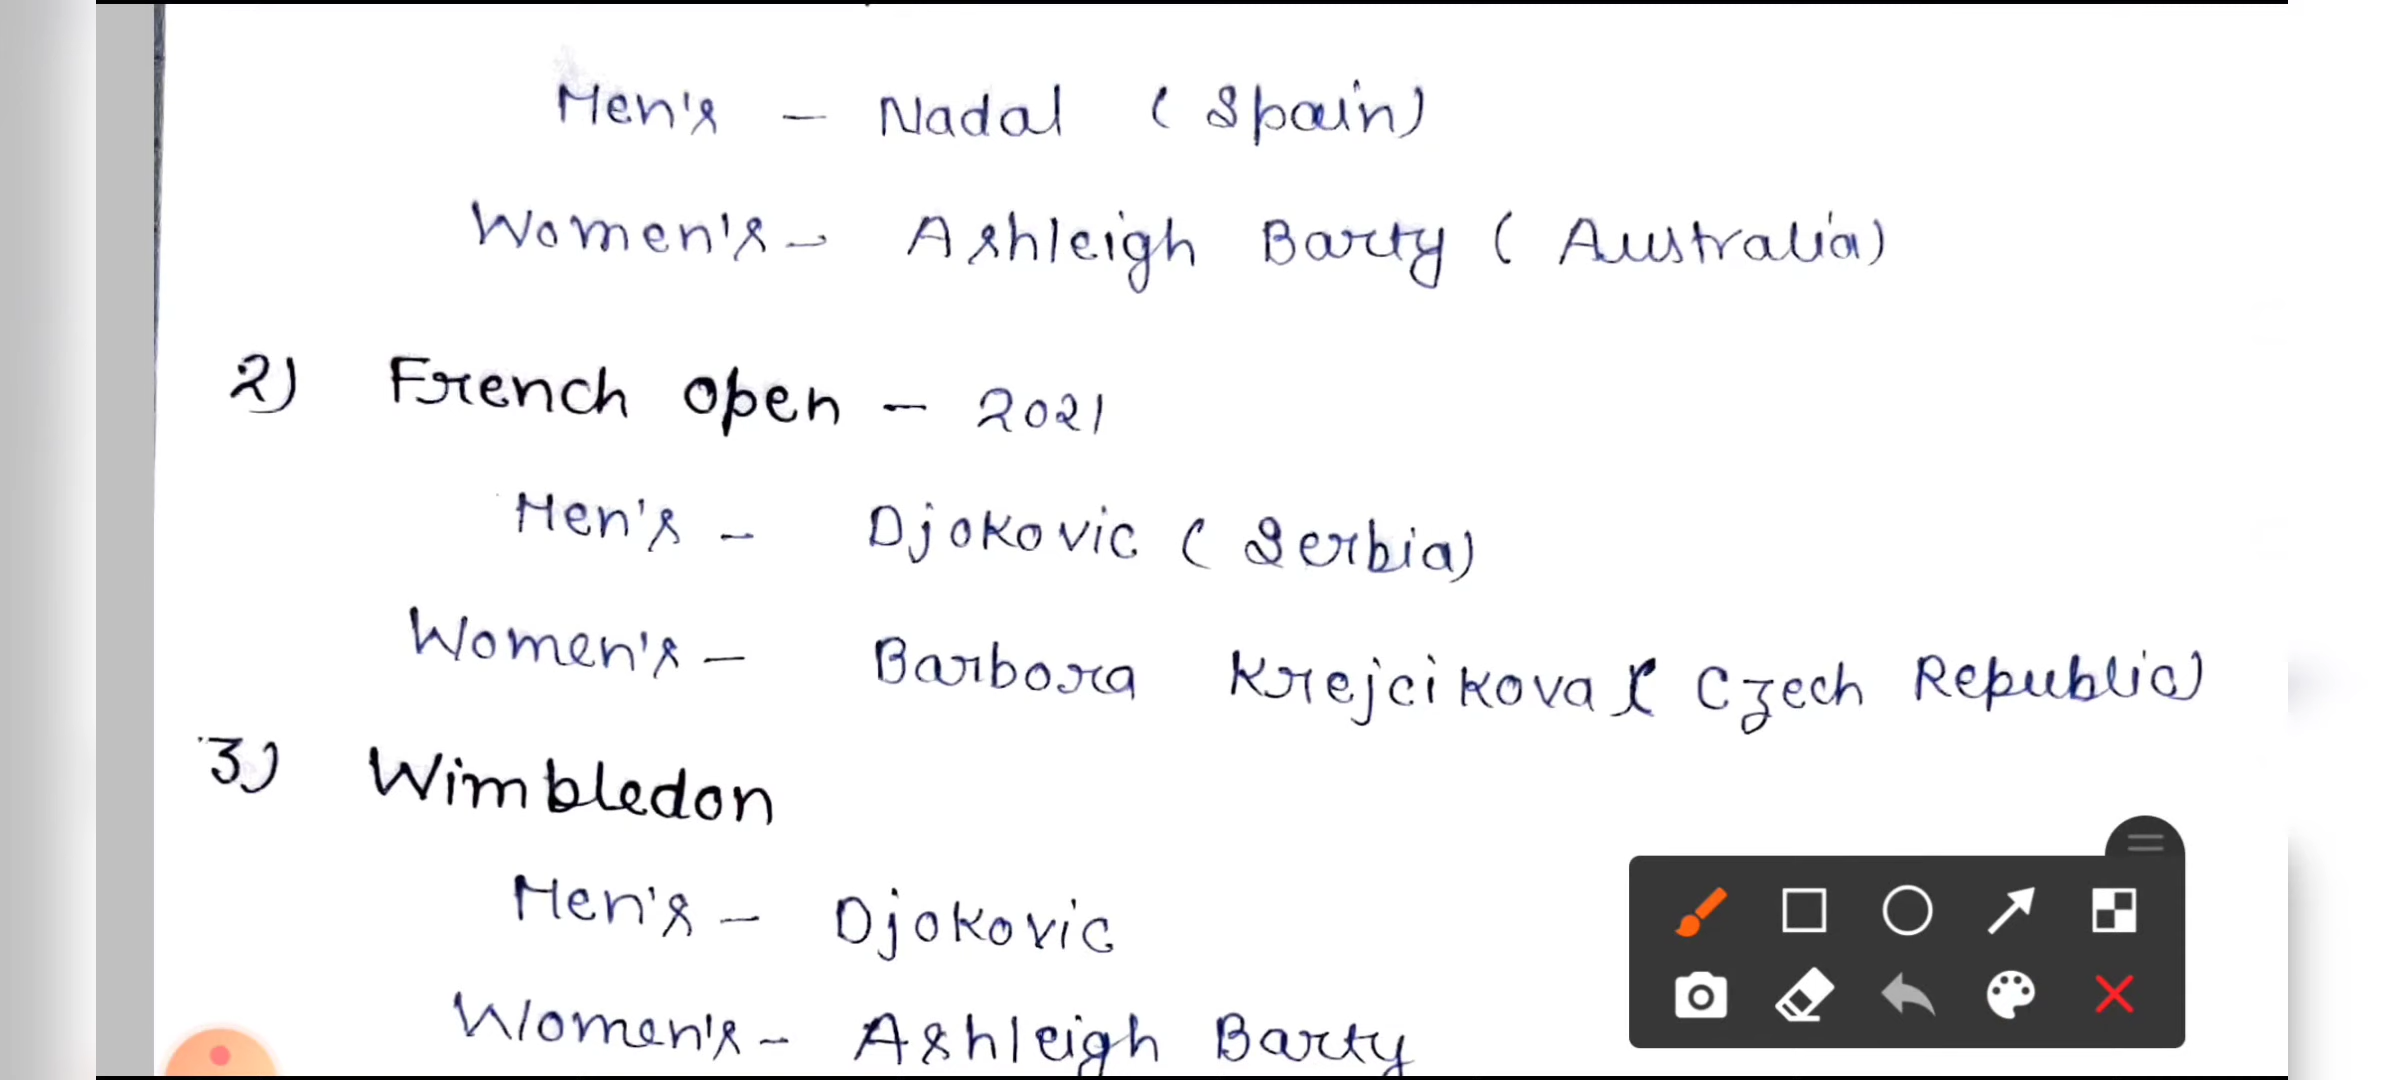 Men's - Nadal (Spain)
Women's - Ashleigh Barty (Australia)
2) French open - 2021
Men's - Djokovic (Serbia)
Women's - Barbora Krejcikova (Czech Republic)
3) Wimbledon
Men's - Djokovic
Women's - Ashleigh Barty